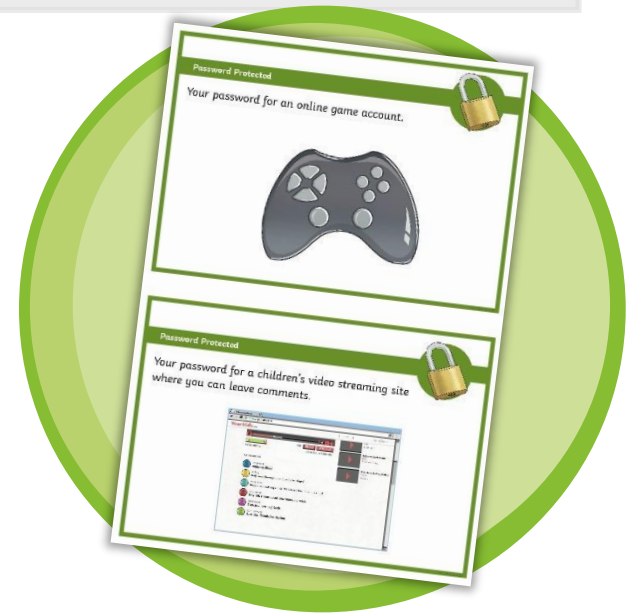 Password Protected
Your password for an online game account.
Password Protected
Your password for a children's video streaming site
where you can leave comments.